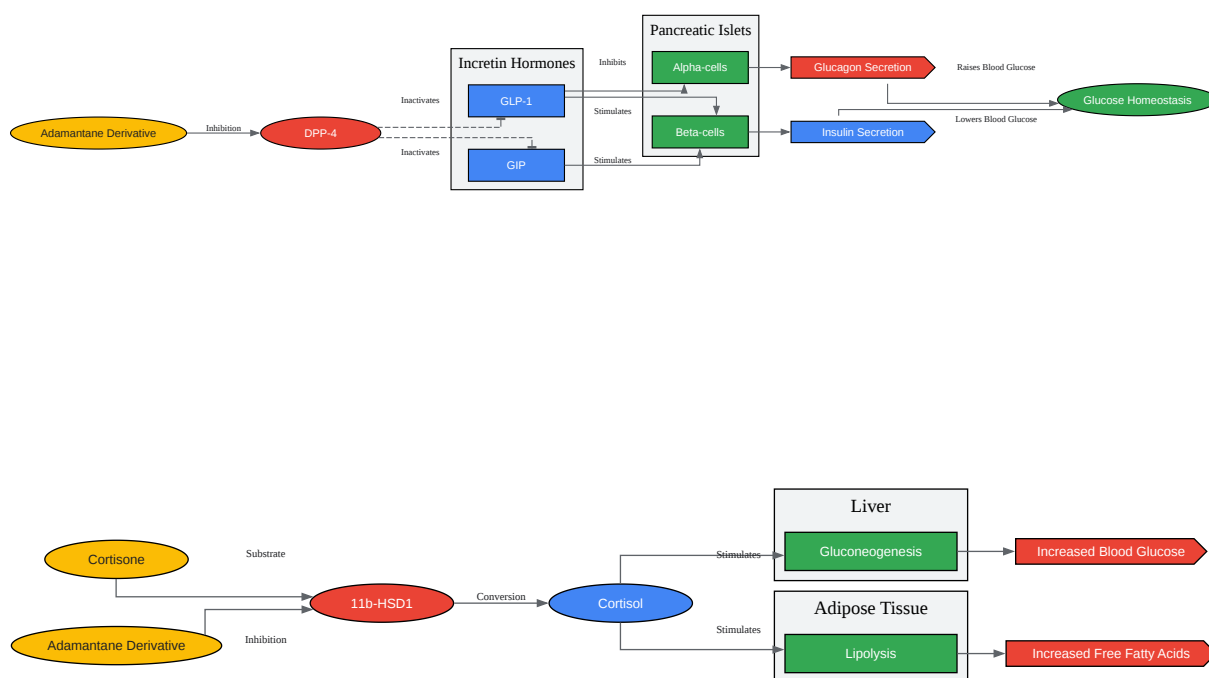 Pancreatic Islets
Incretin Hormones
Inhibits
Alpha-cells
Glucagon Secretion
Raises Blood Glucose
Inactivates
GLP-1
Glucose Homeostasis
Stimulates
Lowers Blood Glucose
Adamantane Derivative
Inhibition
DPP-4
Beta-cells
Insulin Secretion
Inactivates
GIP
Stimulates
Liver
Cortisone
Substrate
Stimulates
Gluconeogenesis
Increased Blood Glucose
11b-HSD1
Conversion
Cortisol
Adipose Tissue
Adamantane Derivative
Inhibition
Stimulates
Lipolysis
Increased Free Fatty Acids